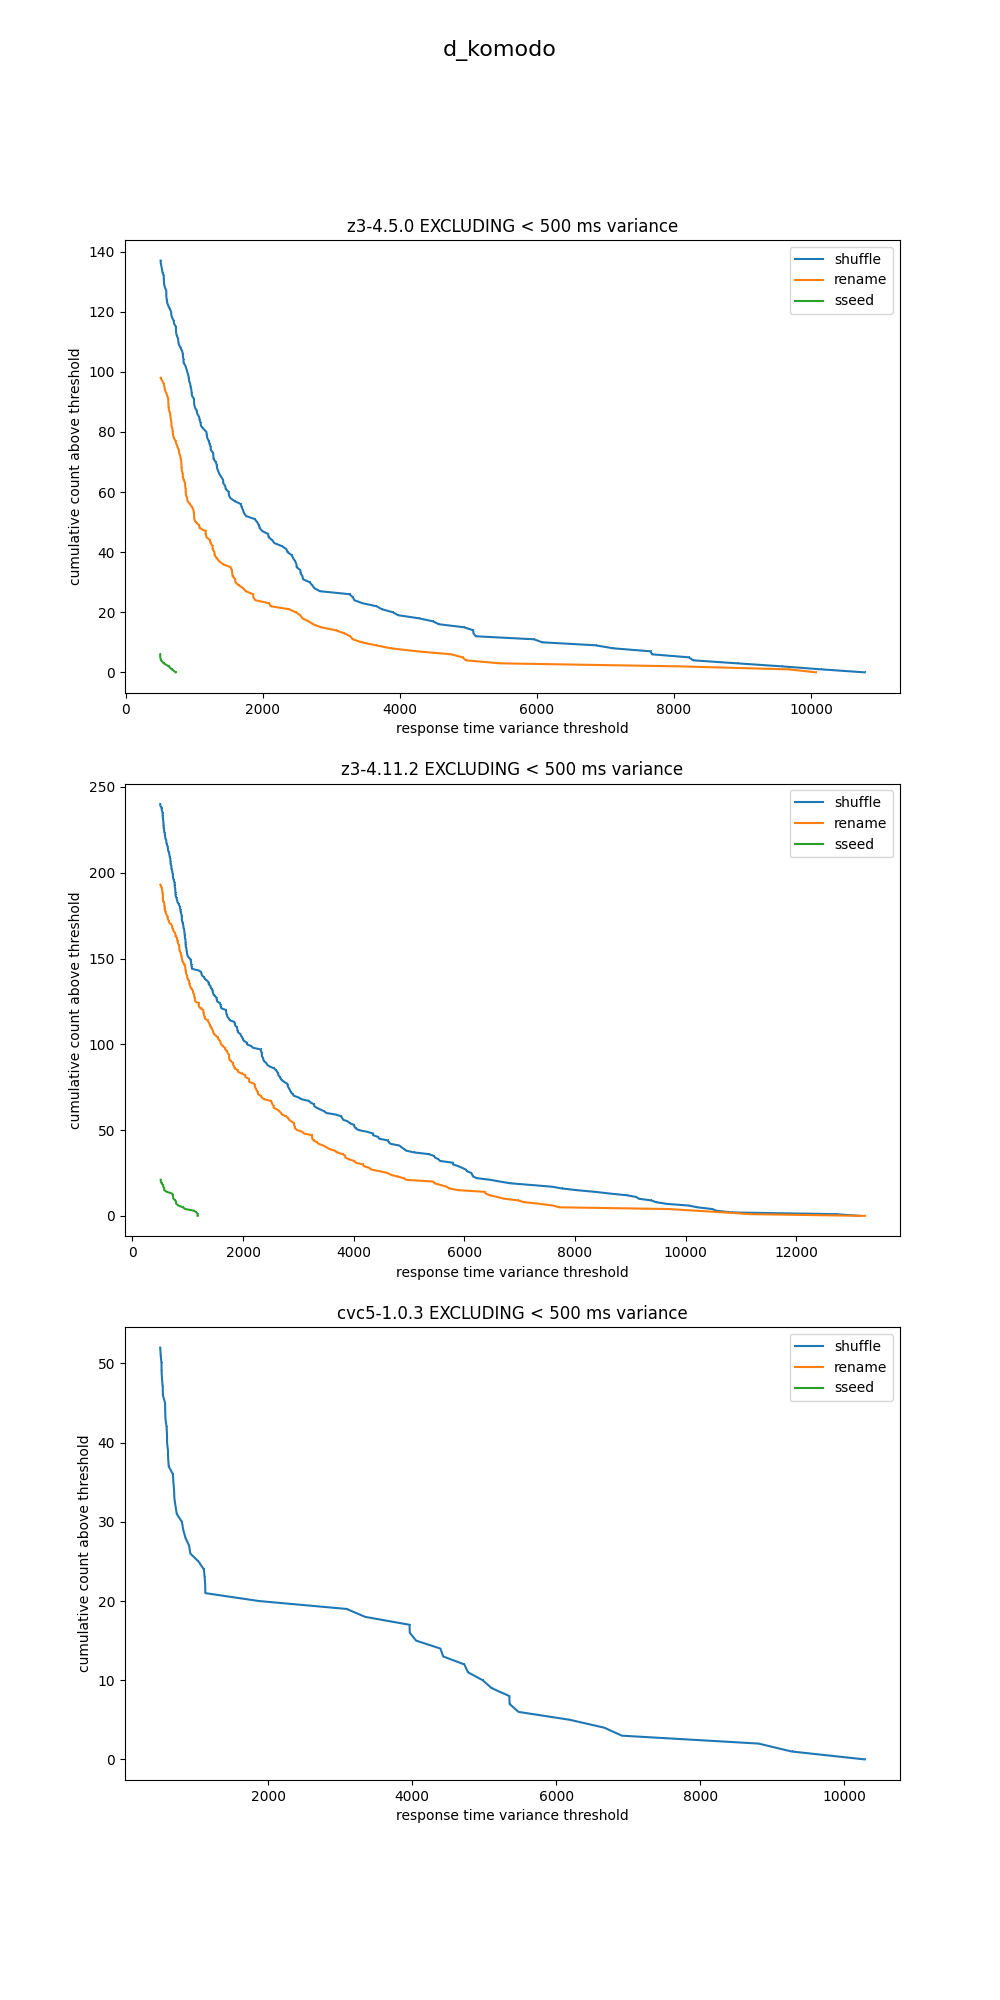 d_komodo
z3-4.5.0 EXCLUDING < 500 ms variance
shuffle
rename
sseed
140
120
100
80
60
40
20
0
cumulative count above threshold
0 2000 4000 6000 8000 10000
response time variance threshold
z3-4.11.2 EXCLUDING < 500 ms variance
shuffle
rename
sseed
250
200
150
100
50
0
cumulative count above threshold
0 2000 4000 6000 8000 10000 12000
response time variance threshold
cvc5-1.0.3 EXCLUDING < 500 ms variance
shuffle
rename
sseed
50
40
30
20
10
0
cumulative count above threshold
2000 4000 6000 8000 10000
response time variance threshold